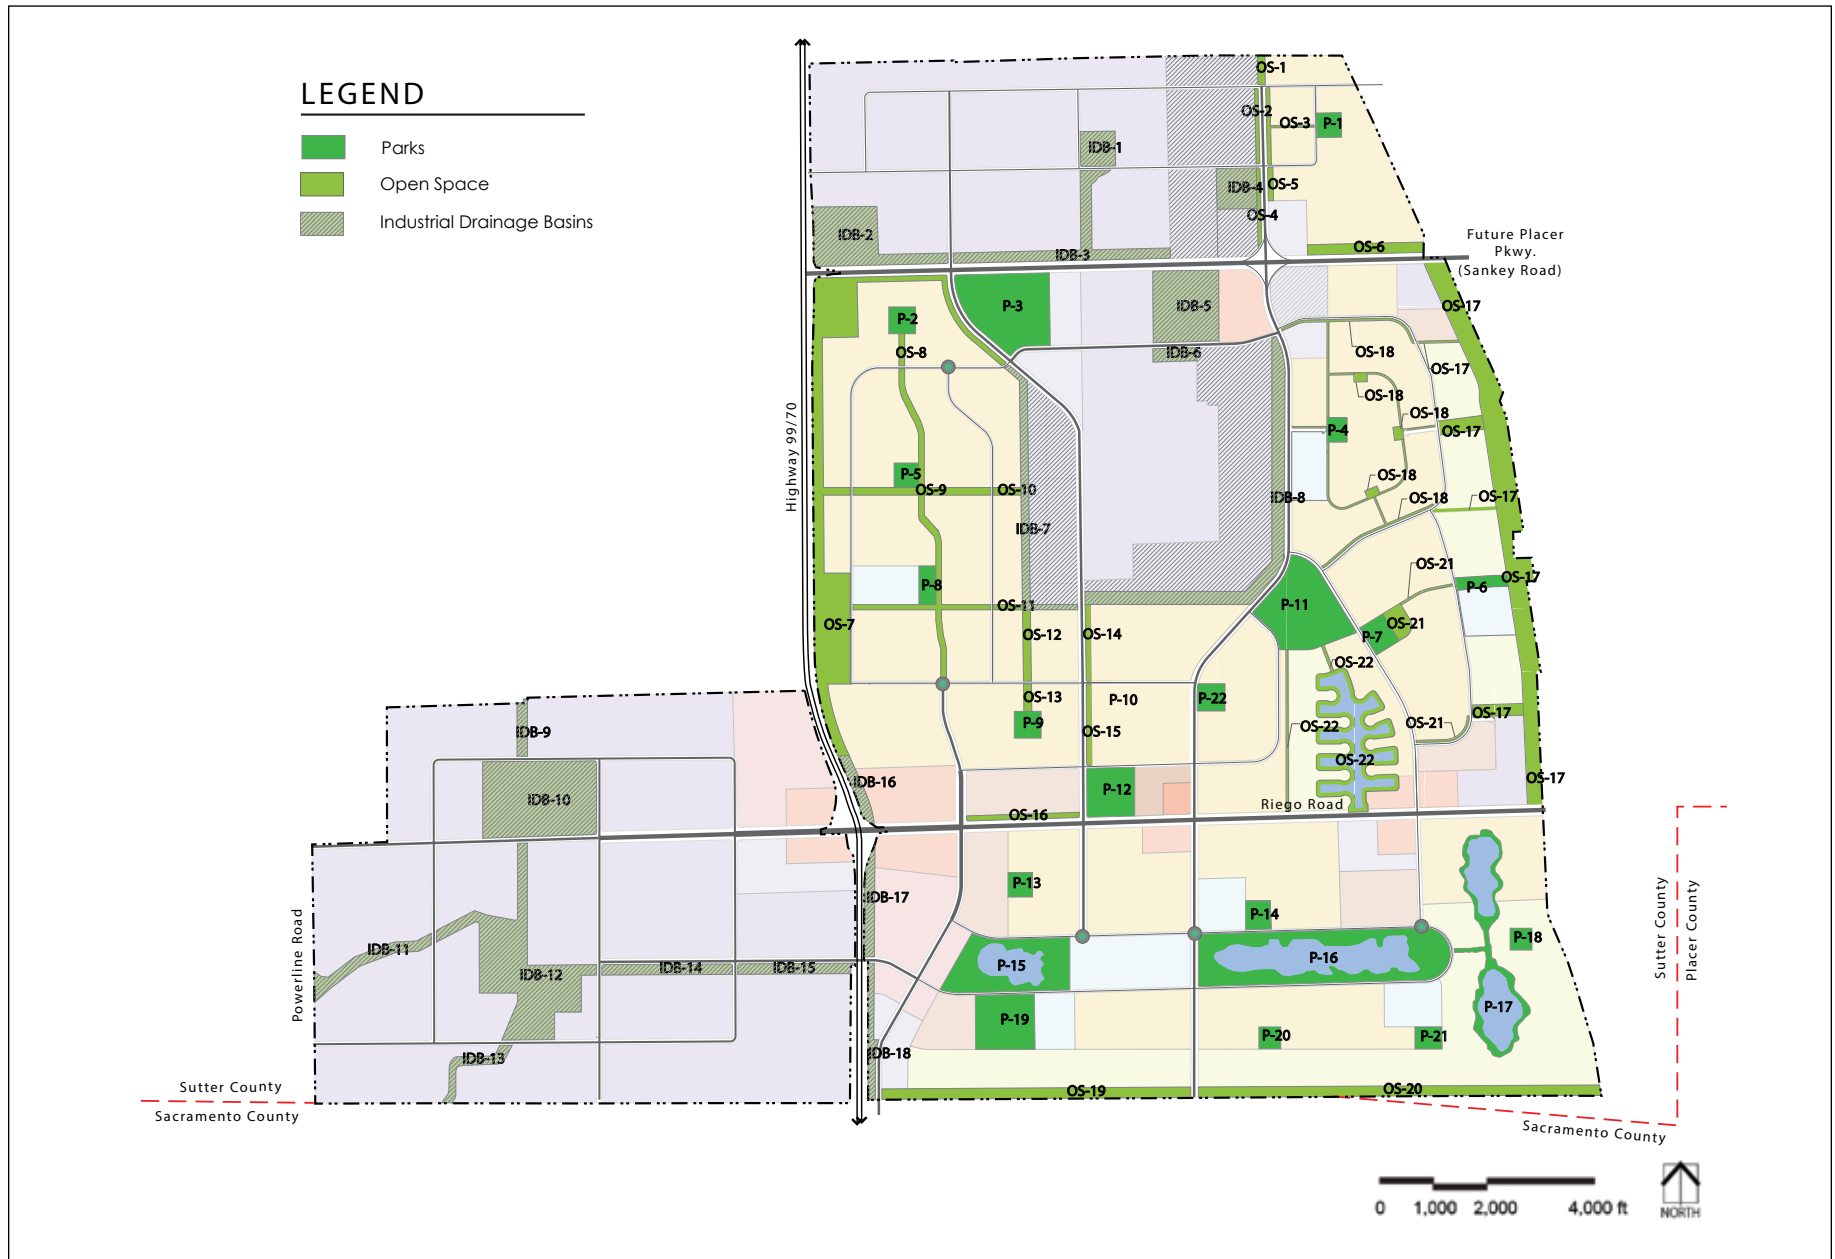 LEGEND
Parks
Open Space
Industrial Drainage Basins
OS-1
OS-2
OS-3
P-1
IDB-1
IDB-4
OS-5
OS-4
IDB-2
IDB-3
OS-6
Future Placer
Pkwy.
(Sankey Road)
P-2
P-3
IDB-5
OS-17
OS-8
IDB-6
OS-18
OS-17
OS-18
Highway 99/70
OS-18
P-4
OS-17
P-5
OS-9
OS-10
OS-18
IDB-8
OS-18
OS-17
IDB-7
OS-21
P-8
OS-17
P-6
OS-11
P-11
OS-7
OS-12
OS-14
P-7
OS-21
OS-22
OS-13
P-10
P-22
P-9
OS-15
OS-22
OS-21
OS-17
IDB-9
OS-22
IDB-16
P-12
OS-17
IDB-10
Riego Road
OS-16
P-13
IDB-17
P-14
Powerline Road
IDB-11
IDB-12
IDB-14
IDB-15
P-15
P-16
P-18
Sutter County
Placer County
P-17
P-19
P-20
P-21
IDB-13
IDB-18
OS-19
OS-20
Sutter County
Sacramento County
Sacramento County
0 1,000 2,000 4,000 ft
NORTH